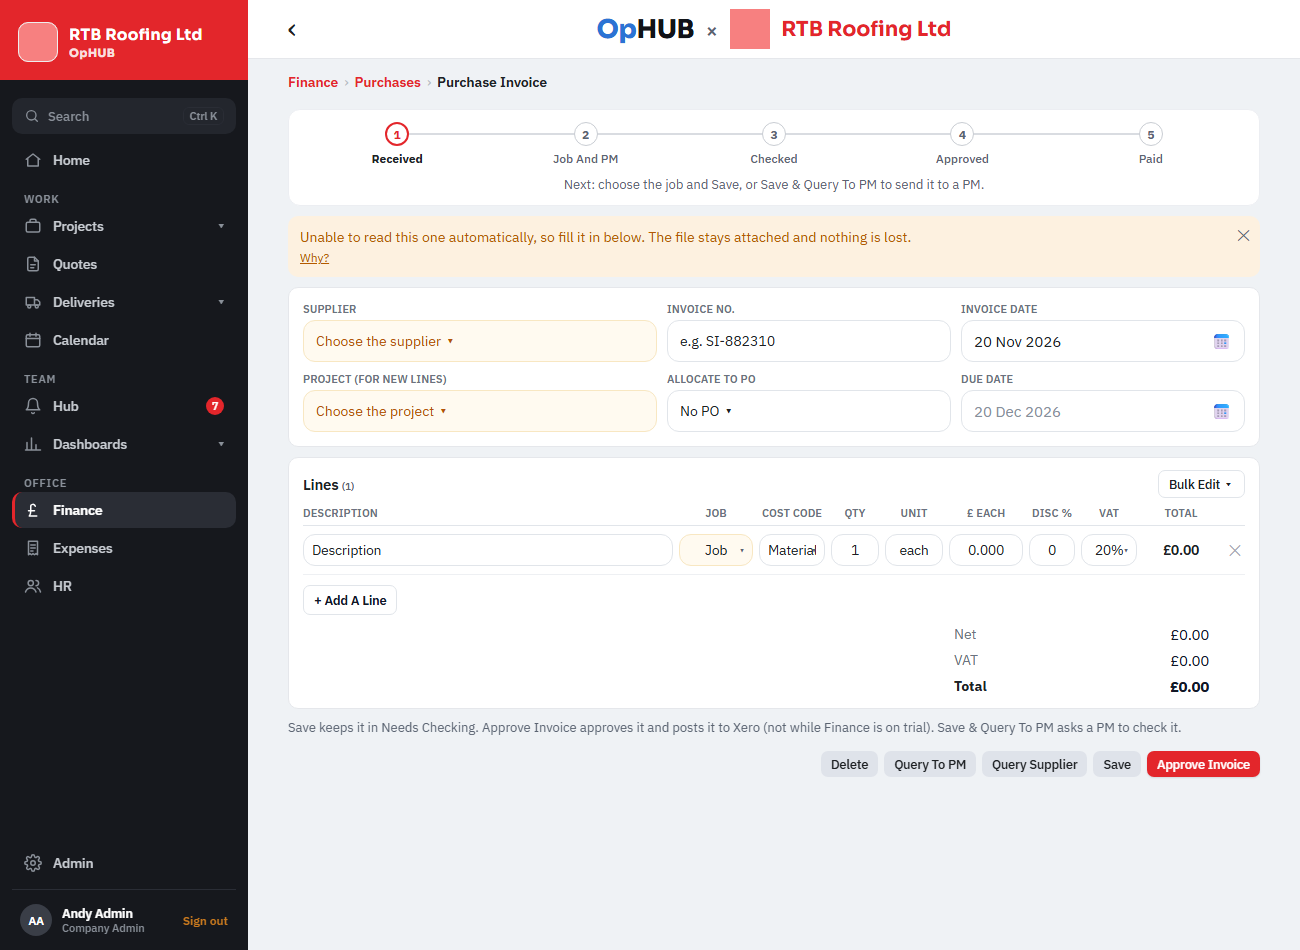 RTB Roofing Ltd
OpHUB
Search
Ctrl K
Home
WORK
Projects
Quotes
Deliveries
Calendar
TEAM
Hub
7
Dashboards
OFFICE
Finance
Expenses
HR
Admin
AA
Andy Admin
Company Admin
Sign out
OpHUB × RTB Roofing Ltd
Finance › Purchases › Purchase Invoice
1 2 3 4 5
Received Job And PM Checked Approved Paid
Next: choose the job and Save, or Save & Query To PM to send it to a PM.
Unable to read this one automatically, so fill it in below. The file stays attached and nothing is lost.
Why?
SUPPLIER INVOICE NO. INVOICE DATE
Choose the supplier e.g. SI-882310 20 Nov 2026
PROJECT (FOR NEW LINES) ALLOCATE TO PO DUE DATE
Choose the project No PO 20 Dec 2026
Lines (1) Bulk Edit
DESCRIPTION JOB COST CODE QTY UNIT £ EACH DISC % VAT TOTAL
Description Job Material 1 each 0.000 0 20% £0.00
+ Add A Line
Net £0.00
VAT £0.00
Total £0.00
Save keeps it in Needs Checking. Approve Invoice approves it and posts it to Xero (not while Finance is on trial). Save & Query To PM asks a PM to check it.
Delete Query To PM Query Supplier Save Approve Invoice